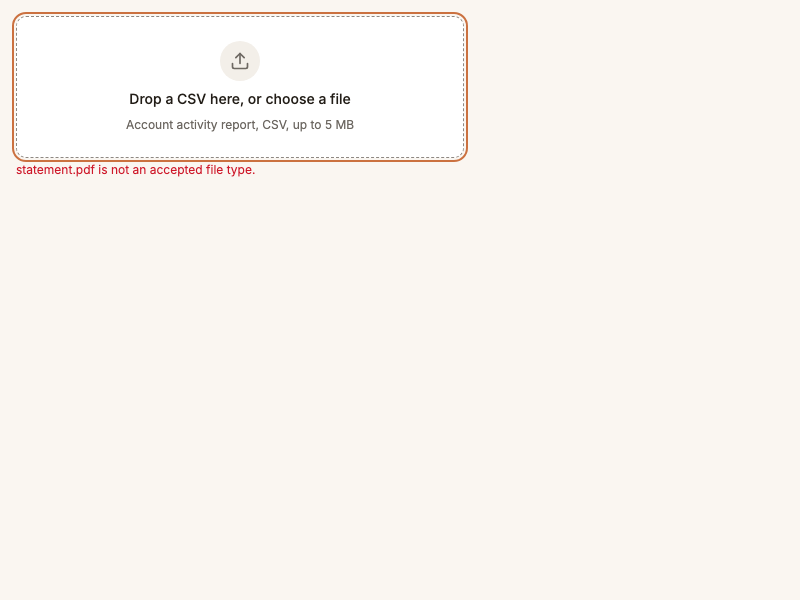 Drop a CSV here, or choose a file
Account activity report, CSV, up to 5 MB
statement.pdf is not an accepted file type.